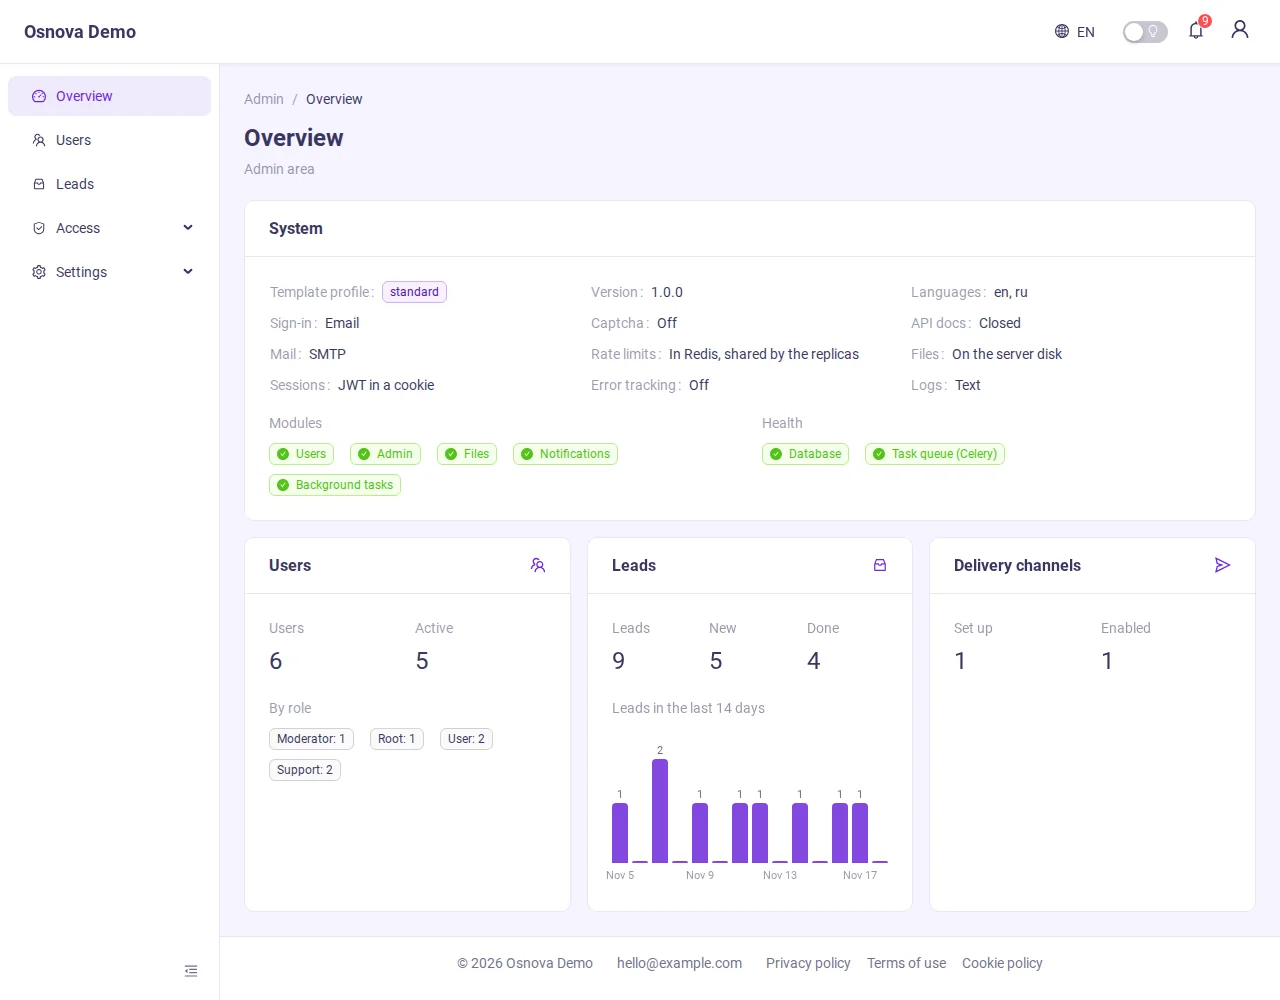 Osnova Demo
EN
9
Overview
Users
Leads
Access
Settings
Admin / Overview
Overview
Admin area
System
Template profile: standard
Version: 1.0.0
Languages: en, ru
Sign-in: Email
Captcha: Off
API docs: Closed
Mail: SMTP
Rate limits: In Redis, shared by the replicas
Files: On the server disk
Sessions: JWT in a cookie
Error tracking: Off
Logs: Text
Modules
Users Admin Files Notifications
Background tasks
Health
Database Task queue (Celery)
Users
Users Active
6 5
By role
Moderator: 1 Root: 1 User: 2
Support: 2
Leads
Leads New Done
9 5 4
Leads in the last 14 days
2
1 1 1 1 1 1 1
Nov 5 Nov 9 Nov 13 Nov 17
Delivery channels
Set up Enabled
1 1
© 2026 Osnova Demo hello@example.com Privacy policy Terms of use Cookie policy